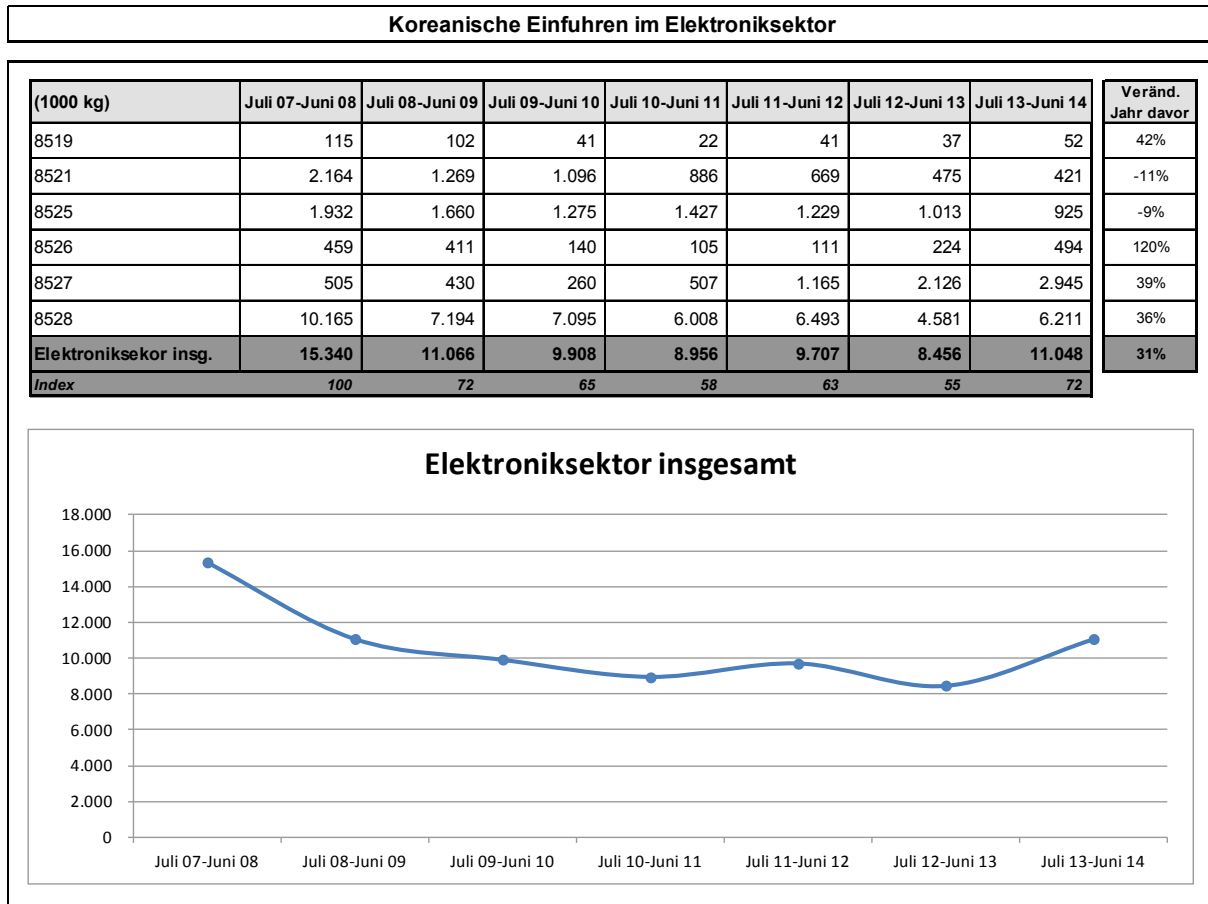 Koreanische Einfuhren im Elektroniksektor
(1000 kg) Juli 07-Juni 08 Juli 08-Juni 09 Juli 09-Juni 10 Juli 10-Juni 11 Juli 11-Juni 12 Juli 12-Juni 13 Juli 13-Juni 14 Veränd.
Jahr davor
8519 115 102 41 22 41 37 52 42%
8521 2.164 1.269 1.096 886 669 475 421 -11%
8525 1.932 1.660 1.275 1.427 1.229 1.013 925 -9%
8526 459 411 140 105 111 224 494 120%
8527 505 430 260 507 1.165 2.126 2.945 39%
8528 10.165 7.194 7.095 6.008 6.493 4.581 6.211 36%
Elektroniksekor insg. 15.340 11.066 9.908 8.956 9.707 8.456 11.048 31%
Index 100 72 65 58 63 55 72
Elektroniksektor insgesamt
18.000
16.000
14.000
12.000
10.000
8.000
6.000
4.000
2.000
0
Juli 07-Juni 08 Juli 08-Juni 09 Juli 09-Juni 10 Juli 10-Juni 11 Juli 11-Juni 12 Juli 12-Juni 13 Juli 13-Juni 14